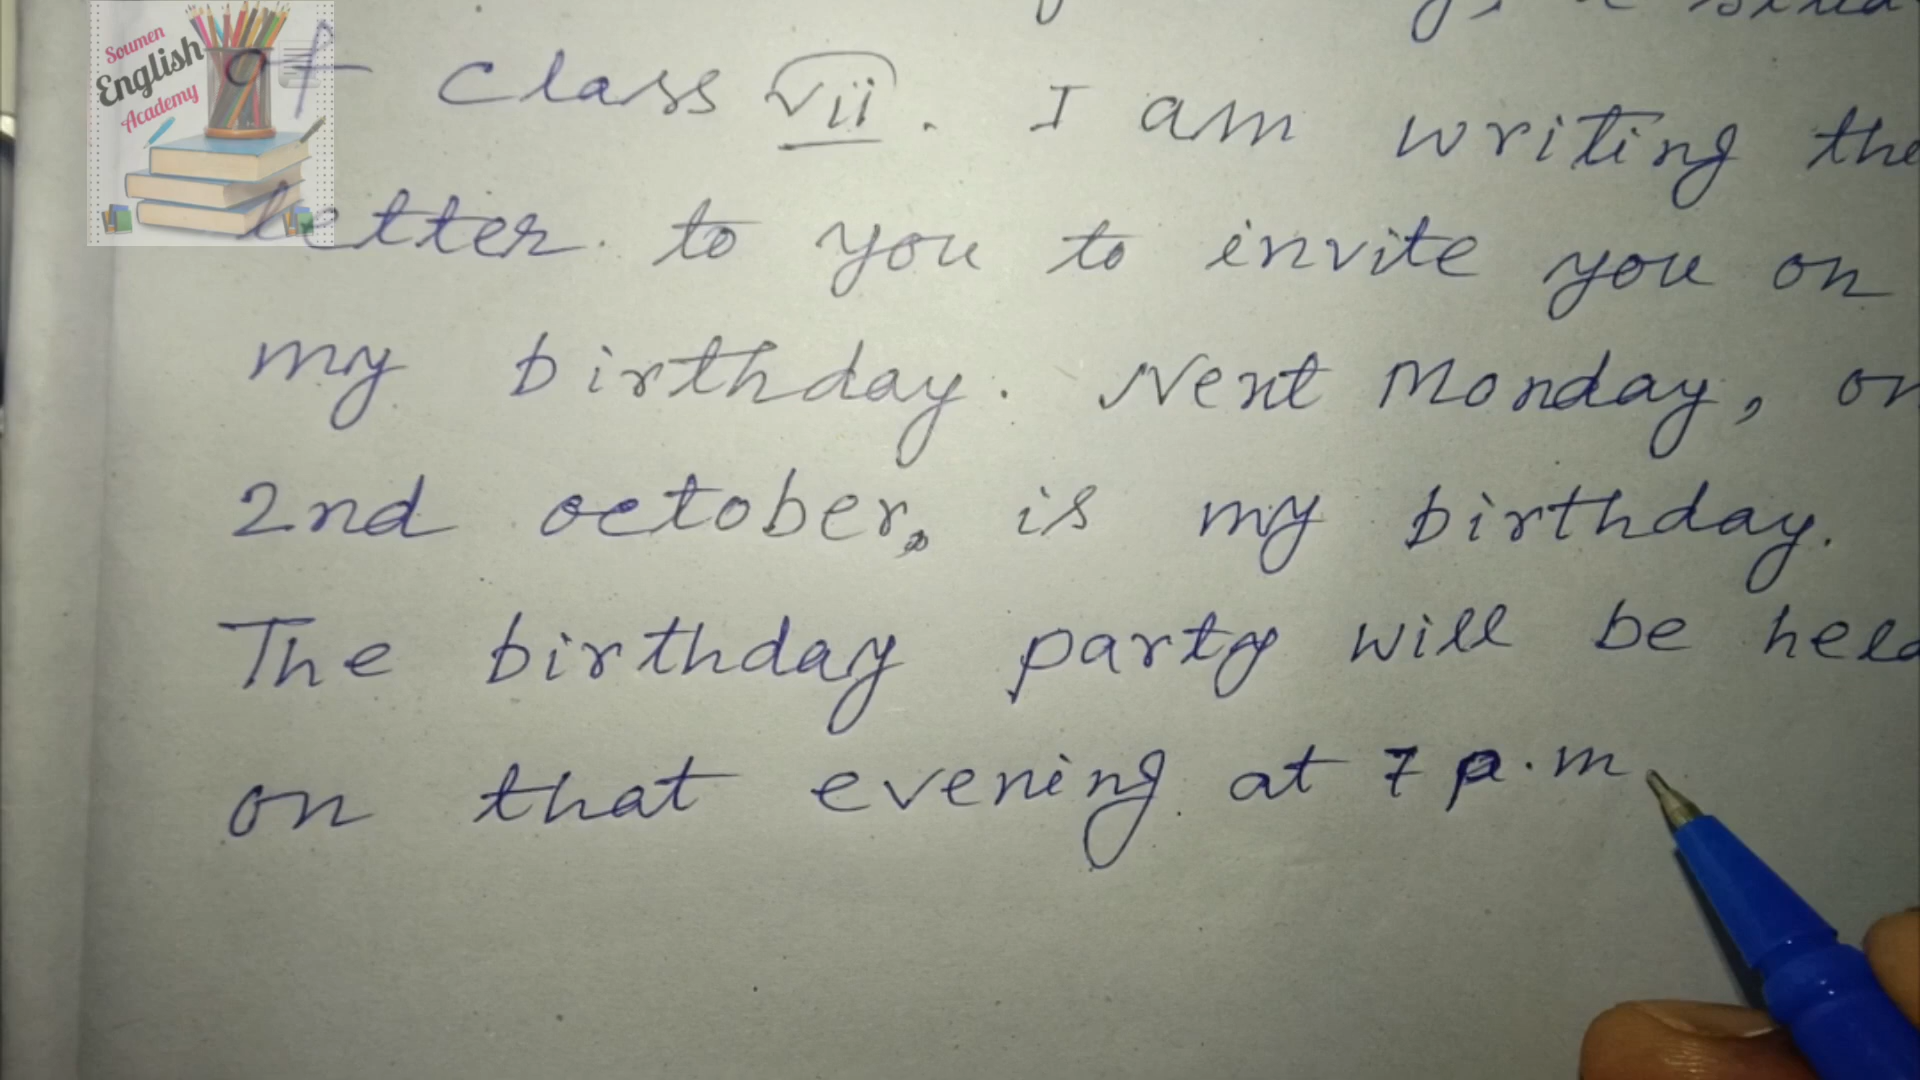 Soumen
English
Academy
of class vii. I am writing the
letter to you to invite you on
my birthday. Next Monday, on
2nd october, is my birthday.
The birthday party will be held
on that evening at 7 p.m